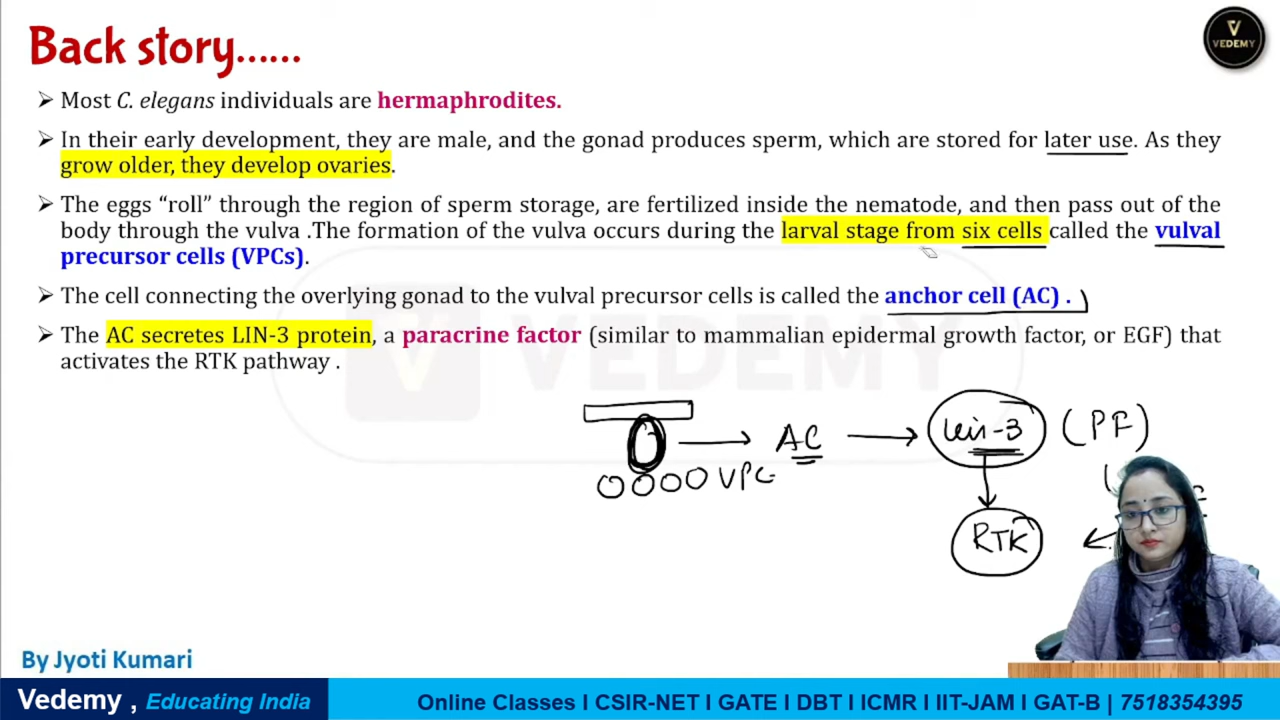 Back story......
VEDEMY
➢ Most C. elegans individuals are hermaphrodites.
➢ In their early development, they are male, and the gonad produces sperm, which are stored for later use. As they
grow older, they develop ovaries.
➢ The eggs “roll” through the region of sperm storage, are fertilized inside the nematode, and then pass out of the
body through the vulva .The formation of the vulva occurs during the larval stage from six cells called the vulval
precursor cells (VPCs).
➢ The cell connecting the overlying gonad to the vulval precursor cells is called the anchor cell (AC) .
➢ The AC secretes LIN-3 protein, a paracrine factor (similar to mammalian epidermal growth factor, or EGF) that
activates the RTK pathway .
VEDEMY
AC
Lin-3
(PF)
VPC
RTK
By Jyoti Kumari
Vedemy , Educating India
Online Classes I CSIR-NET I GATE I DBT I ICMR I IIT-JAM I GAT-B | 7518354395